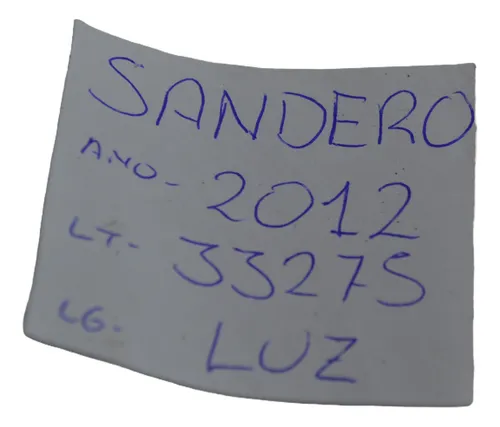 SANDERO
ANO- 2012
LT- 33275
LG- LUZ